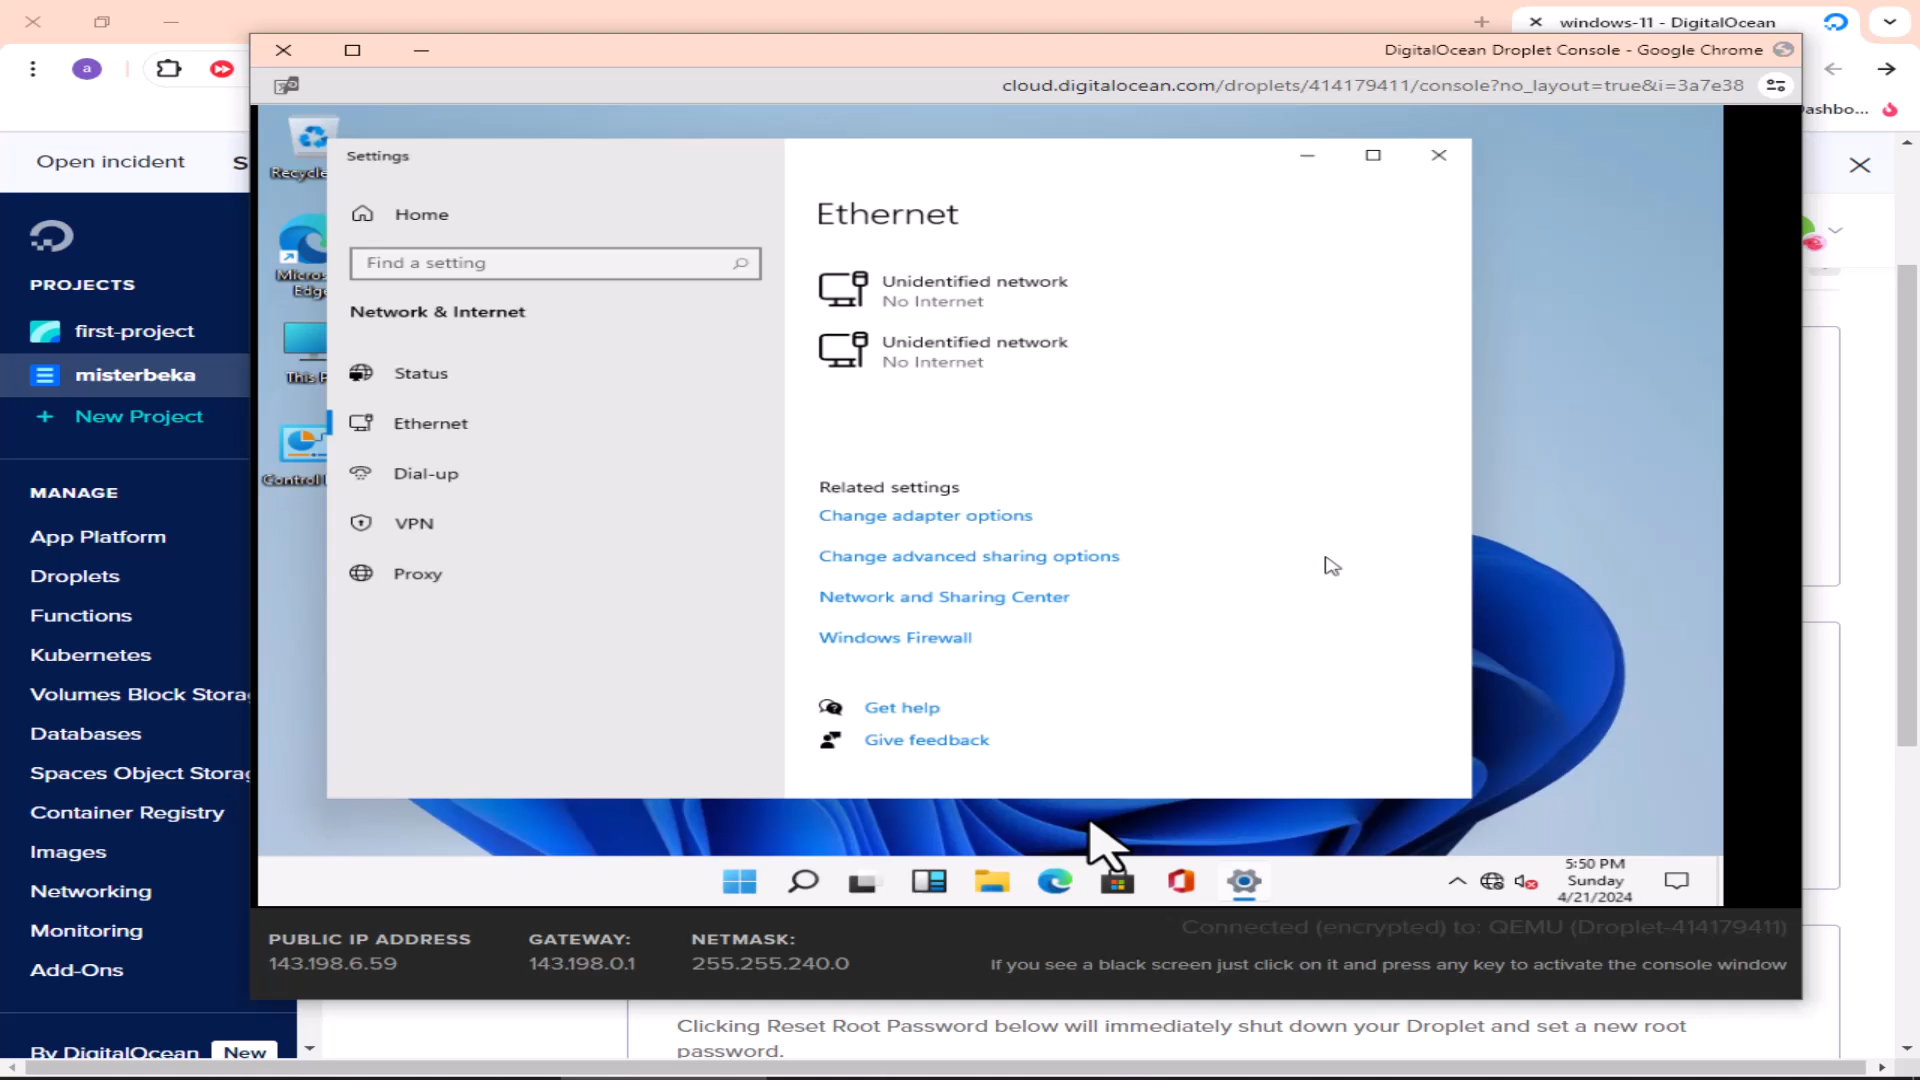 windows-11 - DigitalOcean
DigitalOcean Droplet Console - Google Chrome
a
cloud.digitalocean.com/droplets/414179411/console?no_layout=true&i=3a7e38
Open incident
PROJECTS
first-project
misterbeka
+ New Project
MANAGE
App Platform
Droplets
Functions
Kubernetes
Volumes Block Stora
Databases
Spaces Object Stora
Container Registry
Images
Networking
Monitoring
Add-Ons
By DigitalOcean New
Recycle
Settings
Home
Find a setting
Network & Internet
Status
Ethernet
Dial-up
VPN
Proxy
Ethernet
Unidentified network
No Internet
Unidentified network
No Internet
Related settings
Change adapter options
Change advanced sharing options
Network and Sharing Center
Windows Firewall
Get help
Give feedback
5:50 PM
Sunday
4/21/2024
PUBLIC IP ADDRESS
143.198.6.59
GATEWAY:
143.198.0.1
NETMASK:
255.255.240.0
Connected (encrypted) to: QEMU (Droplet-414179411)
If you see a black screen just click on it and press any key to activate the console window
Clicking Reset Root Password below will immediately shut down your Droplet and set a new root
password.